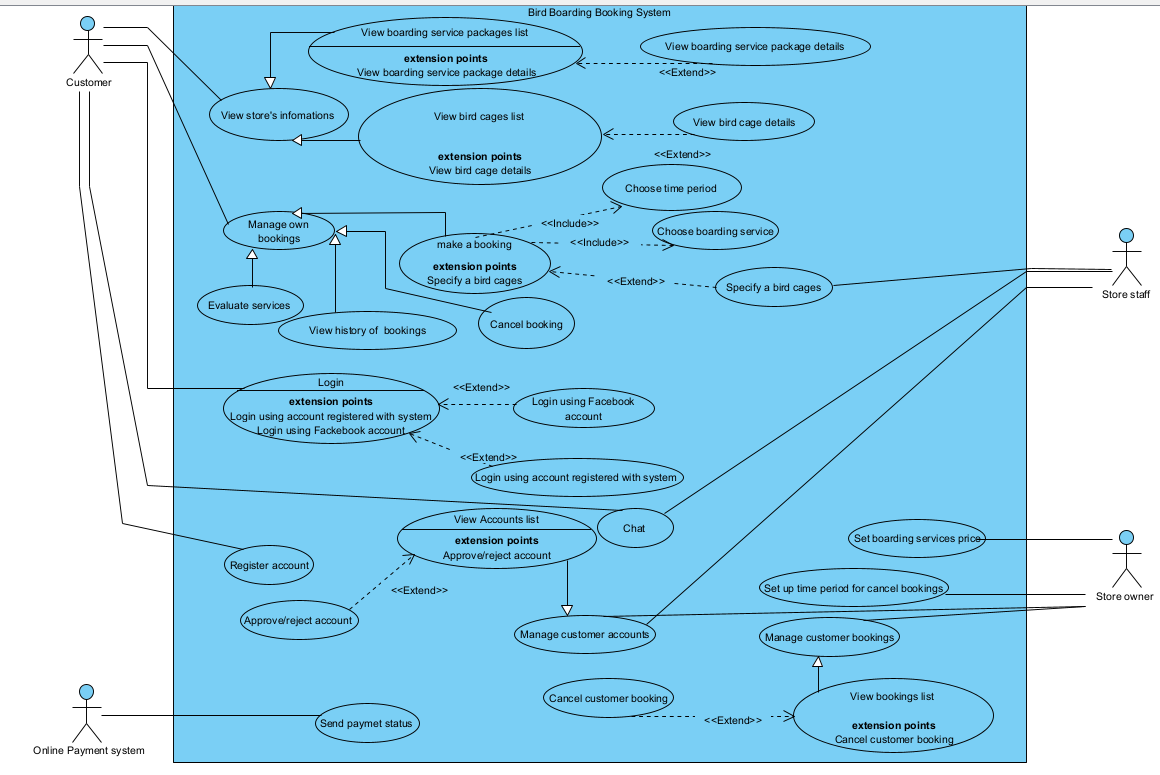 Bird Boarding Booking System
View boarding service packages list
extension points
View boarding service package details
View boarding service package details
<<Extend>>
Customer
View store's infomations
View bird cages list
extension points
View bird cage details
View bird cage details
<<Extend>>
Choose time period
<<Include>>
Manage own
bookings
make a booking
extension points
Specify a bird cages
<<Include>>
Choose boarding service
<<Extend>>
Specify a bird cages
Store staff
Evaluate services
View history of bookings
Cancel booking
Login
extension points
Login using account registered with system
Login using Fackebook account
<<Extend>>
Login using Facebook
account
<<Extend>>
Login using account registered with system
View Accounts list
extension points
Approve/reject account
Chat
Set boarding services price
Register account
<<Extend>>
Set up time period for cancel bookings
Store owner
Approve/reject account
Manage customer accounts
Manage customer bookings
Cancel customer booking
<<Extend>>
View bookings list
extension points
Cancel customer booking
Send paymet status
Online Payment system